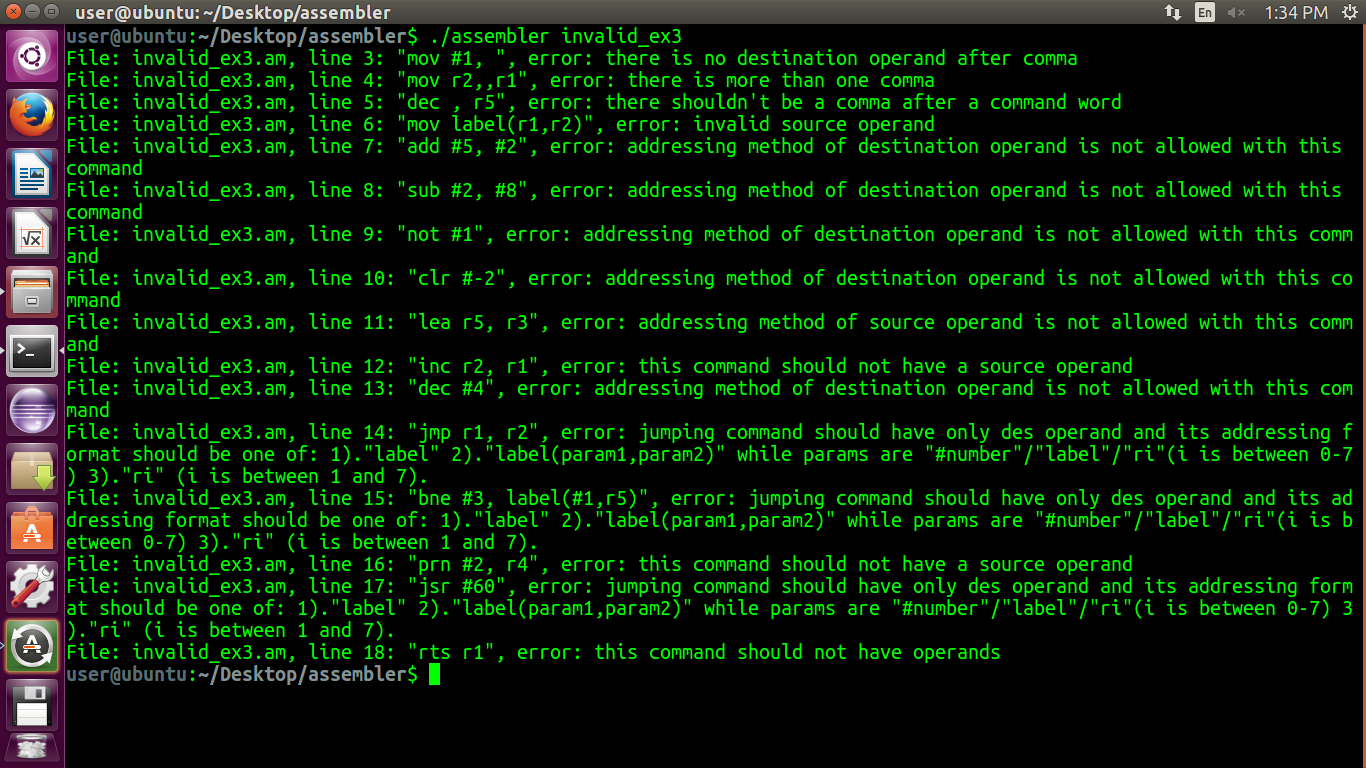 user@ubuntu: ~/Desktop/assembler
En
1:34 PM
user@ubuntu:~/Desktop/assembler$ ./assembler invalid_ex3
File: invalid_ex3.am, line 3: "mov #1, ", error: there is no destination operand after comma
File: invalid_ex3.am, line 4: "mov r2,,r1", error: there is more than one comma
File: invalid_ex3.am, line 5: "dec , r5", error: there shouldn't be a comma after a command word
File: invalid_ex3.am, line 6: "mov label(r1,r2)", error: invalid source operand
File: invalid_ex3.am, line 7: "add #5, #2", error: addressing method of destination operand is not allowed with this
command
File: invalid_ex3.am, line 8: "sub #2, #8", error: addressing method of destination operand is not allowed with this
command
File: invalid_ex3.am, line 9: "not #1", error: addressing method of destination operand is not allowed with this comm
and
File: invalid_ex3.am, line 10: "clr #-2", error: addressing method of destination operand is not allowed with this co
mmand
File: invalid_ex3.am, line 11: "lea r5, r3", error: addressing method of source operand is not allowed with this comm
and
File: invalid_ex3.am, line 12: "inc r2, r1", error: this command should not have a source operand
File: invalid_ex3.am, line 13: "dec #4", error: addressing method of destination operand is not allowed with this com
mand
File: invalid_ex3.am, line 14: "jmp r1, r2", error: jumping command should have only des operand and its addressing f
ormat should be one of: 1)."label" 2)."label(param1,param2)" while params are "#number"/"label"/"ri"(i is between 0-7
) 3)."ri" (i is between 1 and 7).
File: invalid_ex3.am, line 15: "bne #3, label(#1,r5)", error: jumping command should have only des operand and its ad
dressing format should be one of: 1)."label" 2)."label(param1,param2)" while params are "#number"/"label"/"ri"(i is b
etween 0-7) 3)."ri" (i is between 1 and 7).
File: invalid_ex3.am, line 16: "prn #2, r4", error: this command should not have a source operand
File: invalid_ex3.am, line 17: "jsr #60", error: jumping command should have only des operand and its addressing form
at should be one of: 1)."label" 2)."label(param1,param2)" while params are "#number"/"label"/"ri"(i is between 0-7) 3
)."ri" (i is between 1 and 7).
File: invalid_ex3.am, line 18: "rts r1", error: this command should not have operands
user@ubuntu:~/Desktop/assembler$